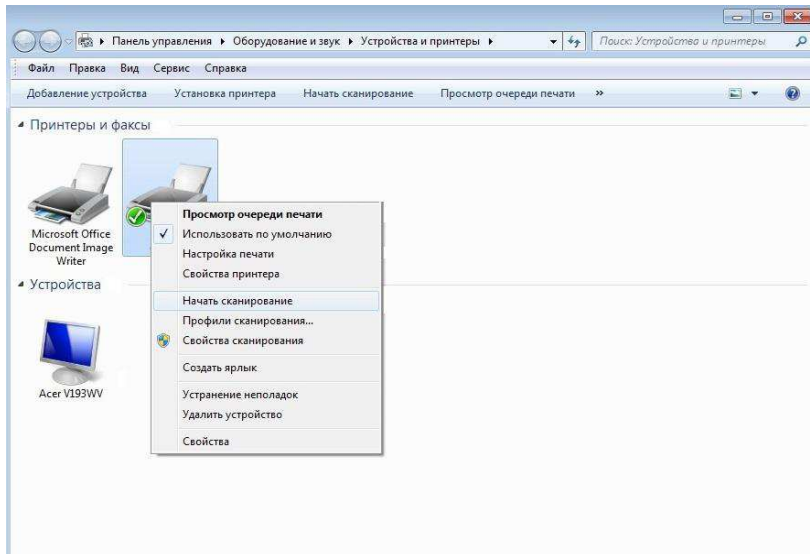 Панель управления ▸ Оборудование и звук ▸ Устройства и принтеры ▸
Поиск: Устройства и принтеры
Файл Правка Вид Сервис Справка
Добавление устройства Установка принтера Начать сканирование Просмотр очереди печати »
Принтеры и факсы
Microsoft Office
Document Image
Writer
Просмотр очереди печати
Использовать по умолчанию
Настройка печати
Свойства принтера
Начать сканирование
Профили сканирования...
Свойства сканирования
Создать ярлык
Устранение неполадок
Удалить устройство
Свойства
Устройства
Acer V193WV